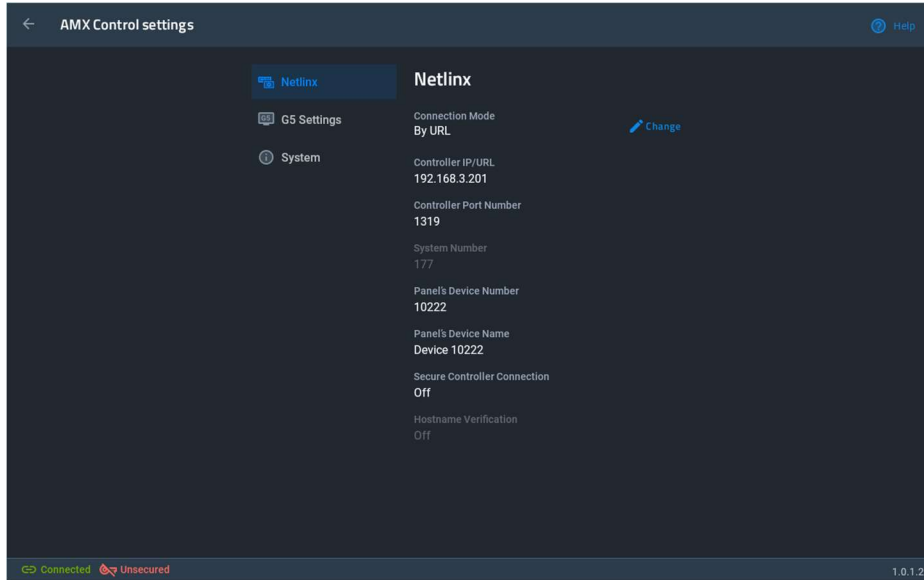 AMX Control settings
Help
Netlinx
G5 Settings
System
Netlinx
Connection Mode
By URL
Change
Controller IP/URL
192.168.3.201
Controller Port Number
1319
System Number
177
Panel's Device Number
10222
Panel's Device Name
Device 10222
Secure Controller Connection
Off
Hostname Verification
Off
Connected
Unsecured
1.0.1.2